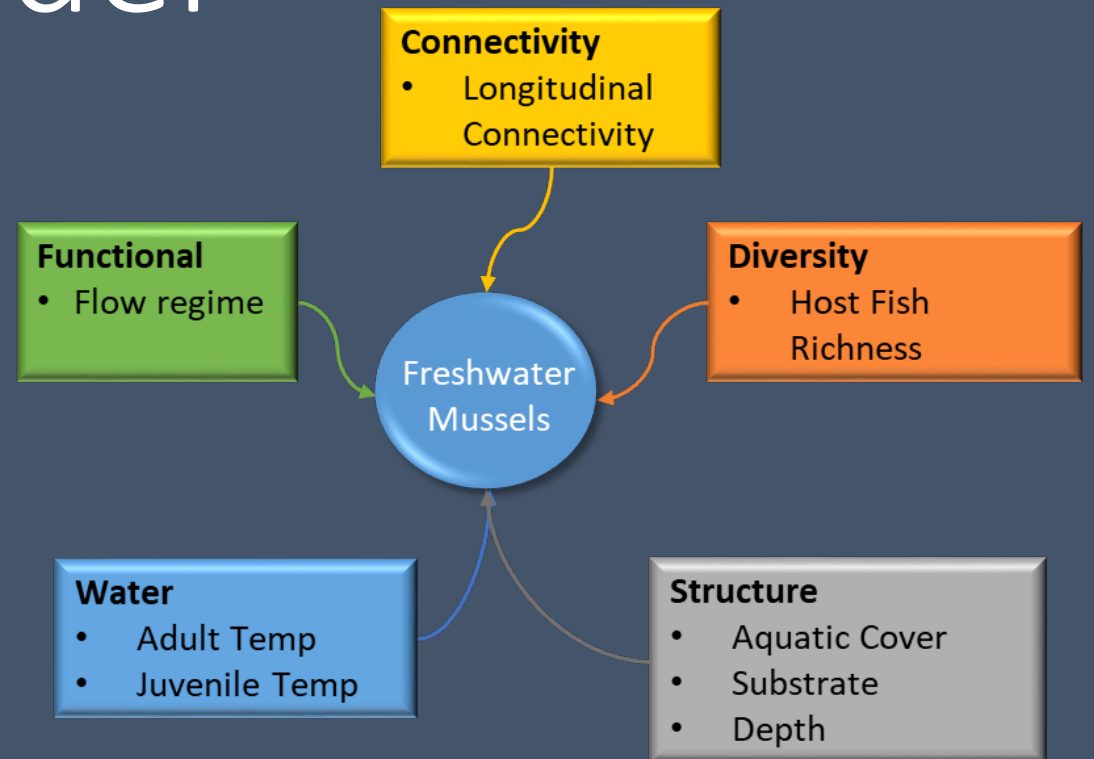 Connectivity
• Longitudinal
Connectivity
Functional
• Flow regime
Diversity
• Host Fish
Richness
Freshwater
Mussels
Water
• Adult Temp
• Juvenile Temp
Structure
• Aquatic Cover
• Substrate
• Depth